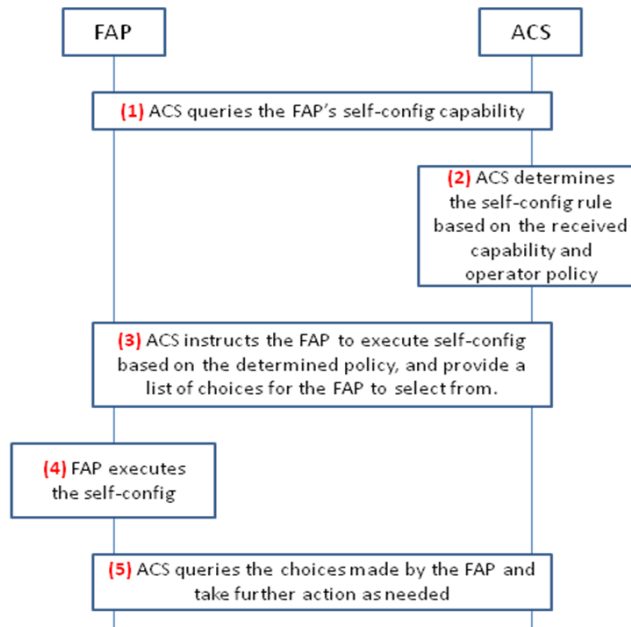 FAP
ACS
(1) ACS queries the FAP's self-config capability
(2) ACS determines
the self-config rule
based on the received
capability and
operator policy
(3) ACS instructs the FAP to execute self-config
based on the determined policy, and provide a
list of choices for the FAP to select from.
(4) FAP executes
the self-config
(5) ACS queries the choices made by the FAP and
take further action as needed